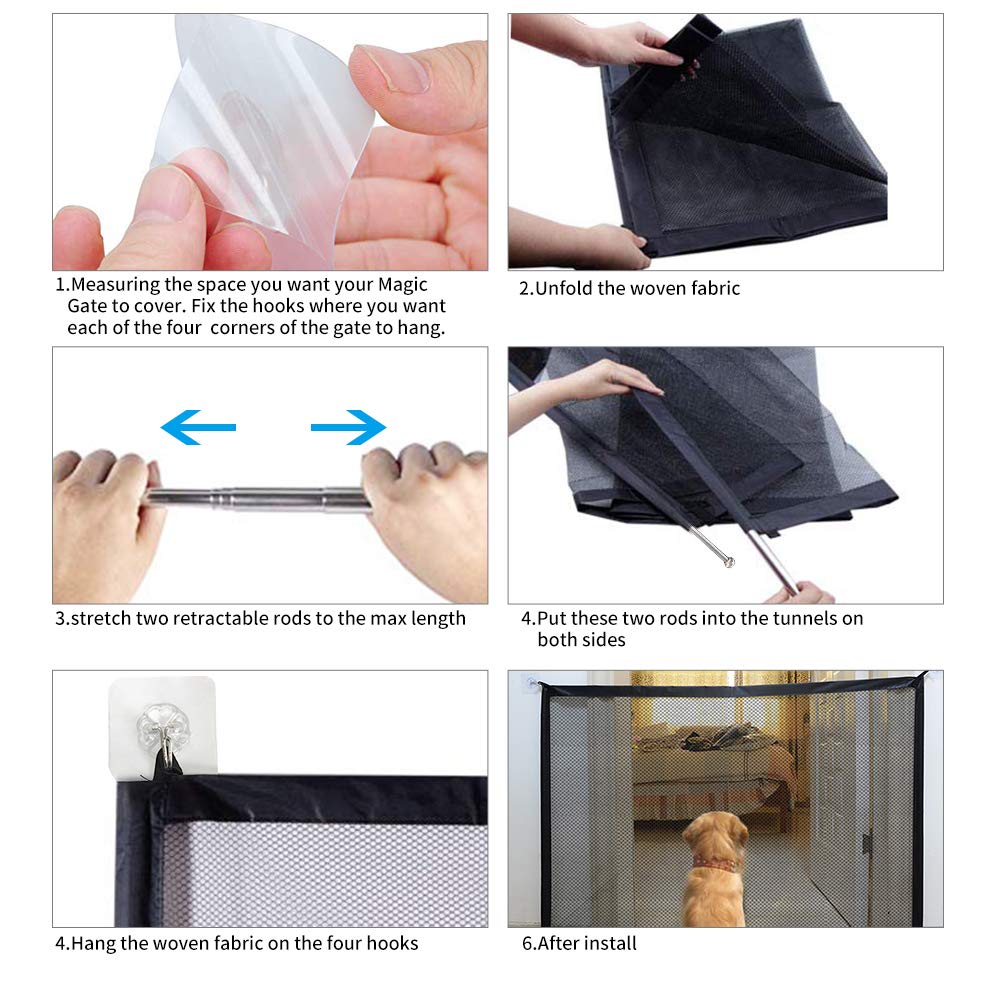 1.Measuring the space you want your Magic
Gate to cover. Fix the hooks where you want
each of the four corners of the gate to hang.
2.Unfold the woven fabric
3.stretch two retractable rods to the max length
4.Put these two rods into the tunnels on
both sides
4.Hang the woven fabric on the four hooks
6.After install